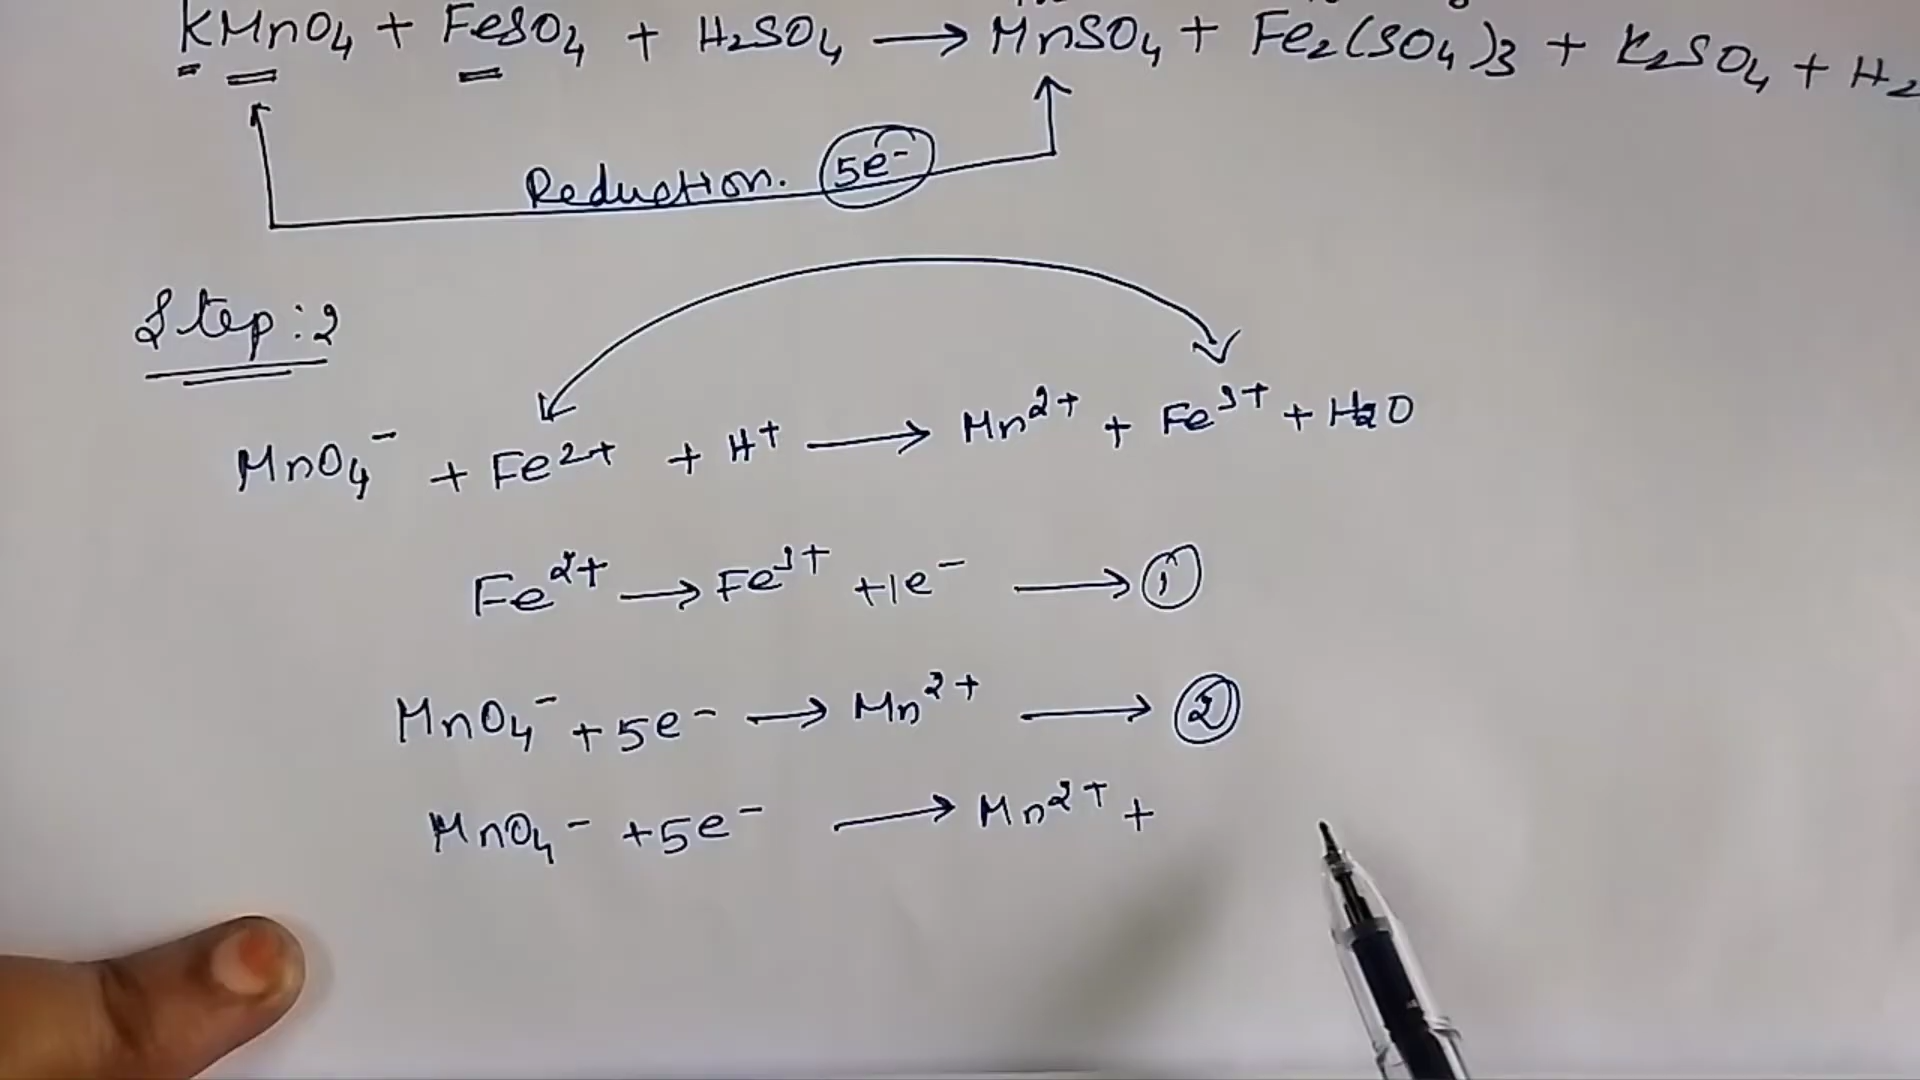 KMnO₄ + FeSO₄ + H₂SO₄ → MnSO₄ + Fe₂(SO₄)₃ + K₂SO₄ + H₂
Reduction. 5e⁻
Step:2
MnO₄⁻ + Fe²⁺ + H⁺ → Mn²⁺ + Fe³⁺ + H₂O
Fe²⁺ → Fe³⁺ + 1e⁻ → ①
MnO₄⁻ + 5e⁻ → Mn²⁺ → ②
MnO₄⁻ + 5e⁻ → Mn²⁺ +